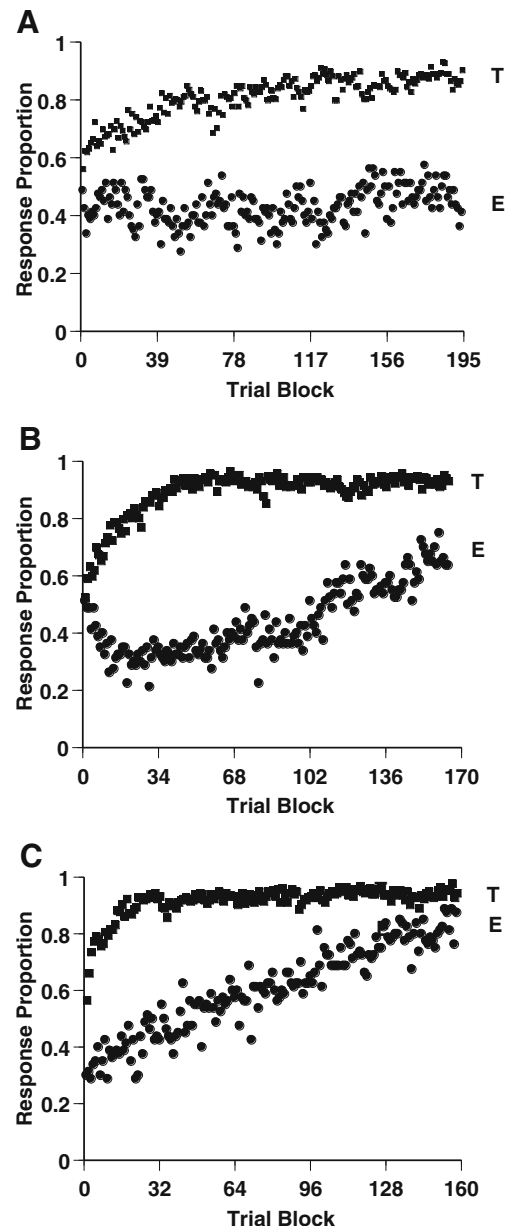 A
Response Proportion
1
0.8
0.6
0.4
0.2
0
T
E
0 39 78 117 156 195
Trial Block
B
Response Proportion
1
0.8
0.6
0.4
0.2
0
T
E
0 34 68 102 136 170
Trial Block
C
Response Proportion
1
0.8
0.6
0.4
0.2
0
T
E
0 32 64 96 128 160
Trial Block